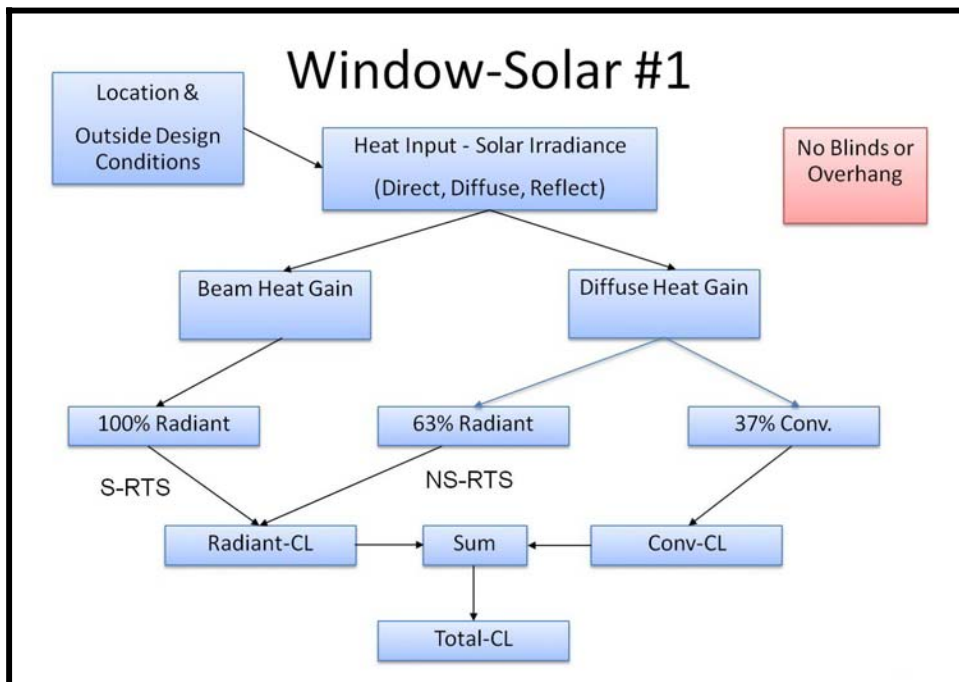 Window-Solar #1
Location &
Outside Design
Conditions
Heat Input - Solar Irradiance
(Direct, Diffuse, Reflect)
No Blinds or
Overhang
Beam Heat Gain
Diffuse Heat Gain
100% Radiant
63% Radiant
37% Conv.
S-RTS
NS-RTS
Radiant-CL
Sum
Conv-CL
Total-CL